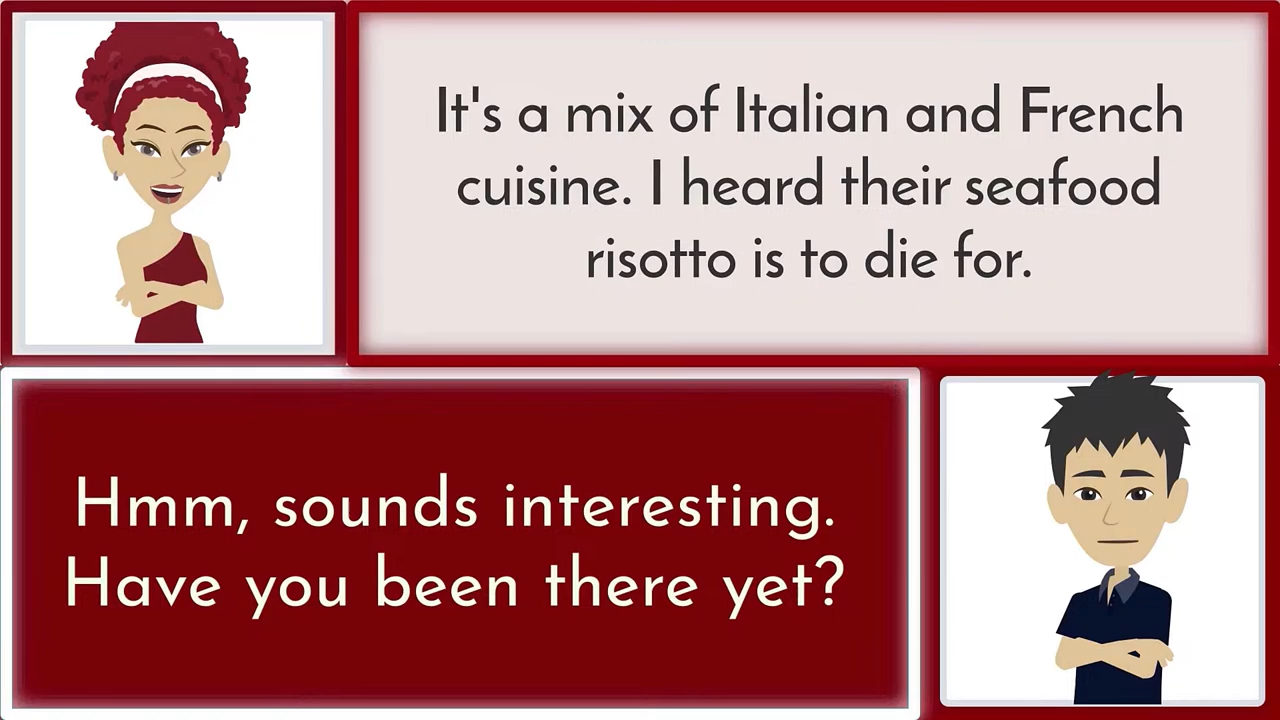 It's a mix of Italian and French
cuisine. I heard their seafood
risotto is to die for.
Hmm, sounds interesting.
Have you been there yet?